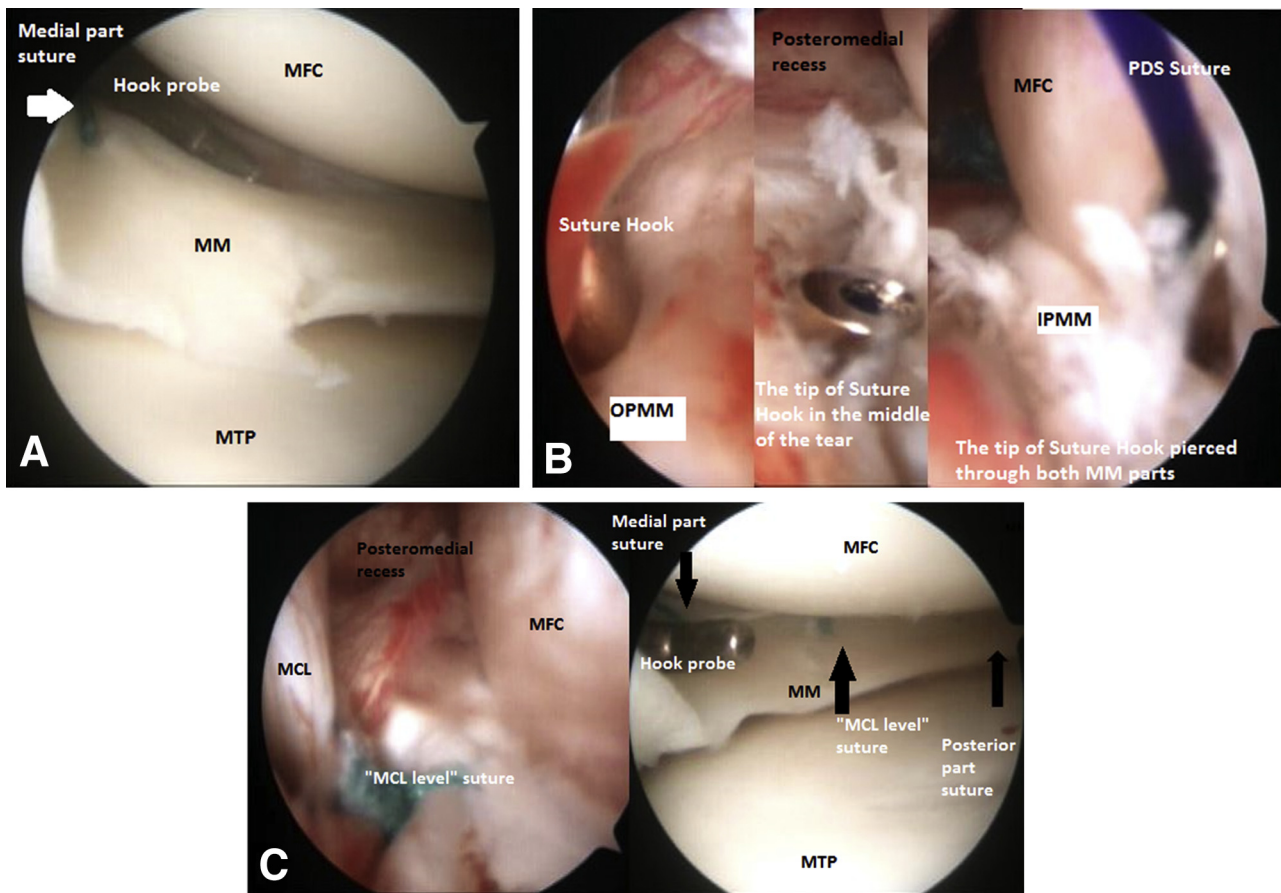 Medial part
suture
Hook probe
MFC
MM
MTP
A
Suture Hook
OPMM
Posteromedial
recess
The tip of Suture
Hook in the middle
of the tear
MFC
PDS Suture
IPMM
The tip of Suture Hook pierced
through both MM parts
B
Posteromedial
recess
MCL
MFC
"MCL level" suture
Medial part
suture
MFC
Hook probe
MM
"MCL level"
suture
Posterior
part
suture
MTP
C